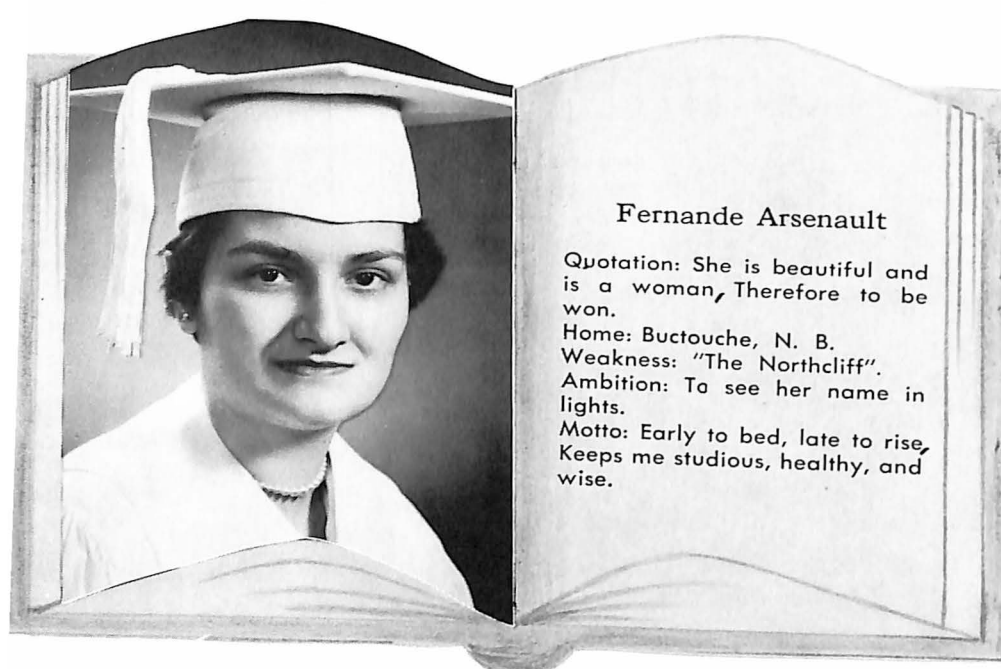 Fernande Arsenault
Quotation: She is beautiful and
is a woman, Therefore to be
won.
Home: Buctouche, N. B.
Weakness: "The Northcliff".
Ambition: To see her name in
lights.
Motto: Early to bed, late to rise,
Keeps me studious, healthy, and
wise.